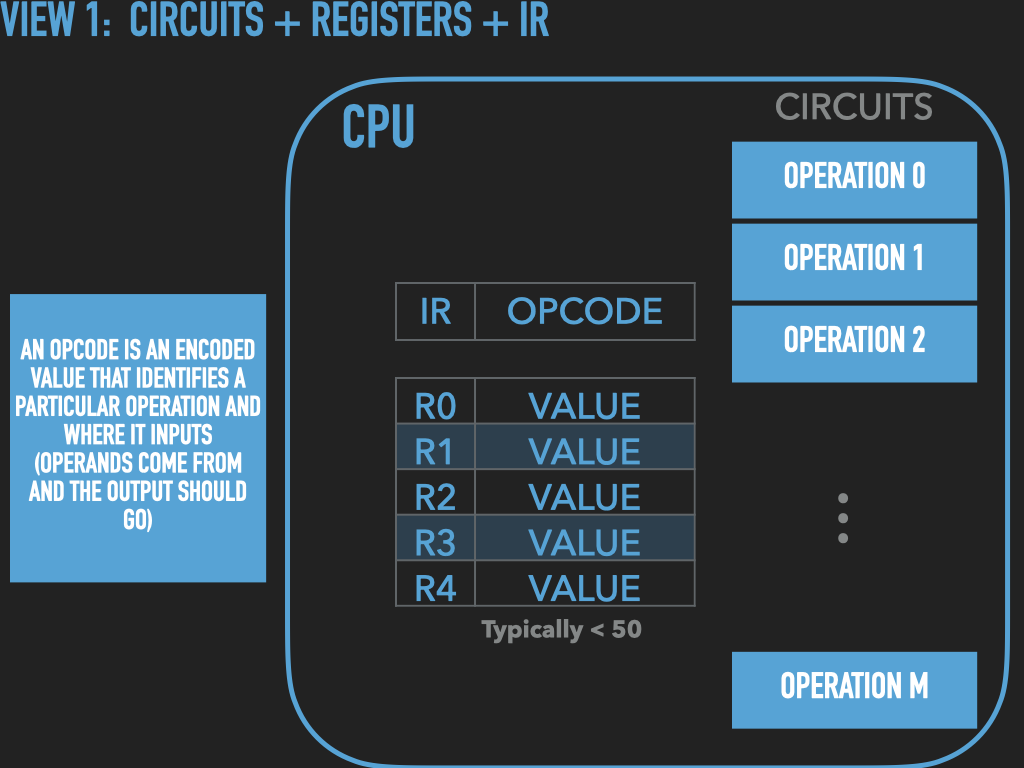 VIEW 1: CIRCUITS + REGISTERS + IR
CPU
CIRCUITS
OPERATION 0
OPERATION 1
OPERATION 2
OPERATION M
IR OPCODE
R0 VALUE
R1 VALUE
R2 VALUE
R3 VALUE
R4 VALUE
Typically < 50
AN OPCODE IS AN ENCODED
VALUE THAT IDENTIFIES A
PARTICULAR OPERATION AND
WHERE IT INPUTS
(OPERANDS COME FROM
AND THE OUTPUT SHOULD
GO)